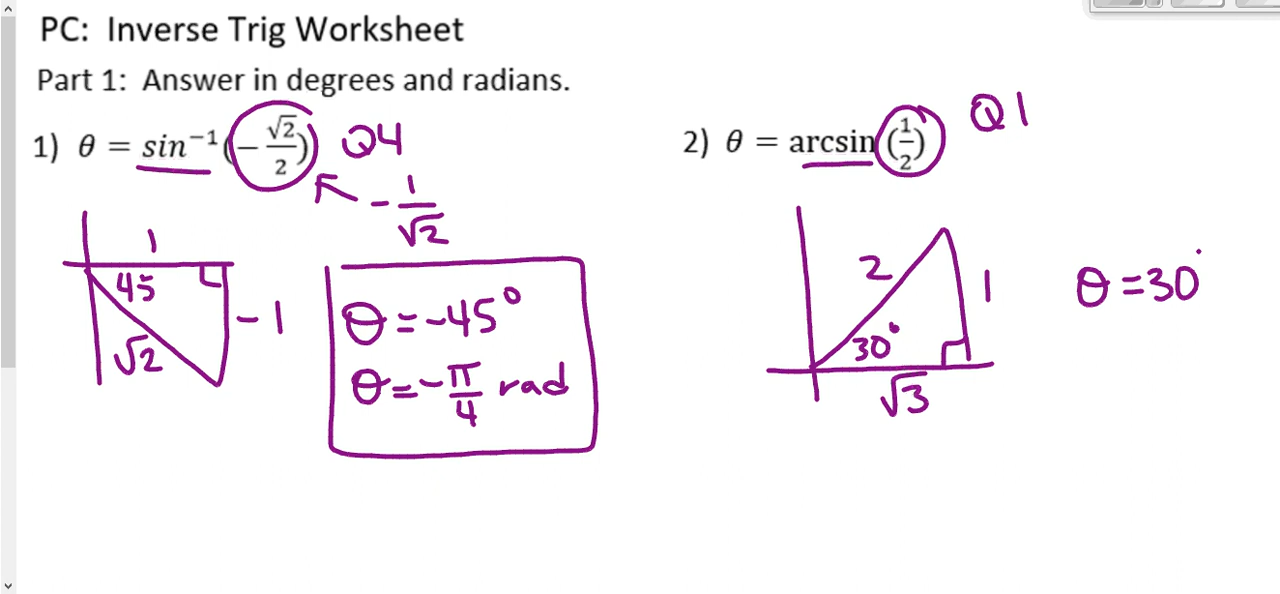 PC: Inverse Trig Worksheet
Part 1: Answer in degrees and radians.
1) θ = sin⁻¹(−√2/2) Q4
-1/√2
1
45
-1
√2
θ=-45°
θ=-π/4 rad
2) θ = arcsin(1/2) Q1
2
1
30°
√3
θ=30°